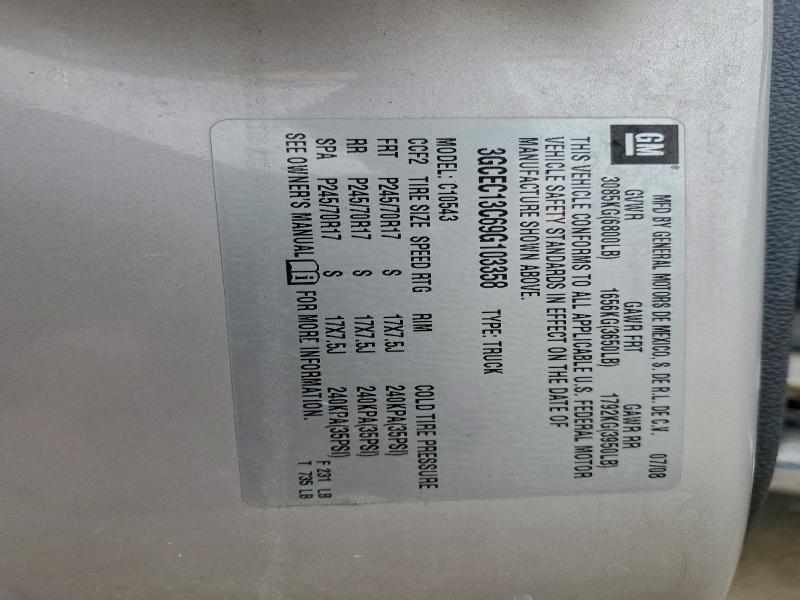 GM
MFD BY GENERAL MOTORS DE MEXICO, S. DE R.L. DE C.V. 07/08
GVWR GAWR FRT GAWR RR
3085KG(6800LB) 1656KG(3650LB) 1792KG(3950LB)
THIS VEHICLE CONFORMS TO ALL APPLICABLE U.S. FEDERAL MOTOR
VEHICLE SAFETY STANDARDS IN EFFECT ON THE DATE OF
MANUFACTURE SHOWN ABOVE.
3GCEC13C69G103358 TYPE: TRUCK
MODEL: C10543
CCF2 TIRE SIZE SPEED RTG RIM COLD TIRE PRESSURE
FRT P245/70R17 S 17X7.5J 240KPA(35PSI)
RR P245/70R17 S 17X7.5J 240KPA(35PSI)
SPA P245/70R17 S 17X7.5J 240KPA(35PSI)
SEE OWNER'S MANUAL i FOR MORE INFORMATION.
F 231 LB
T 735 LB